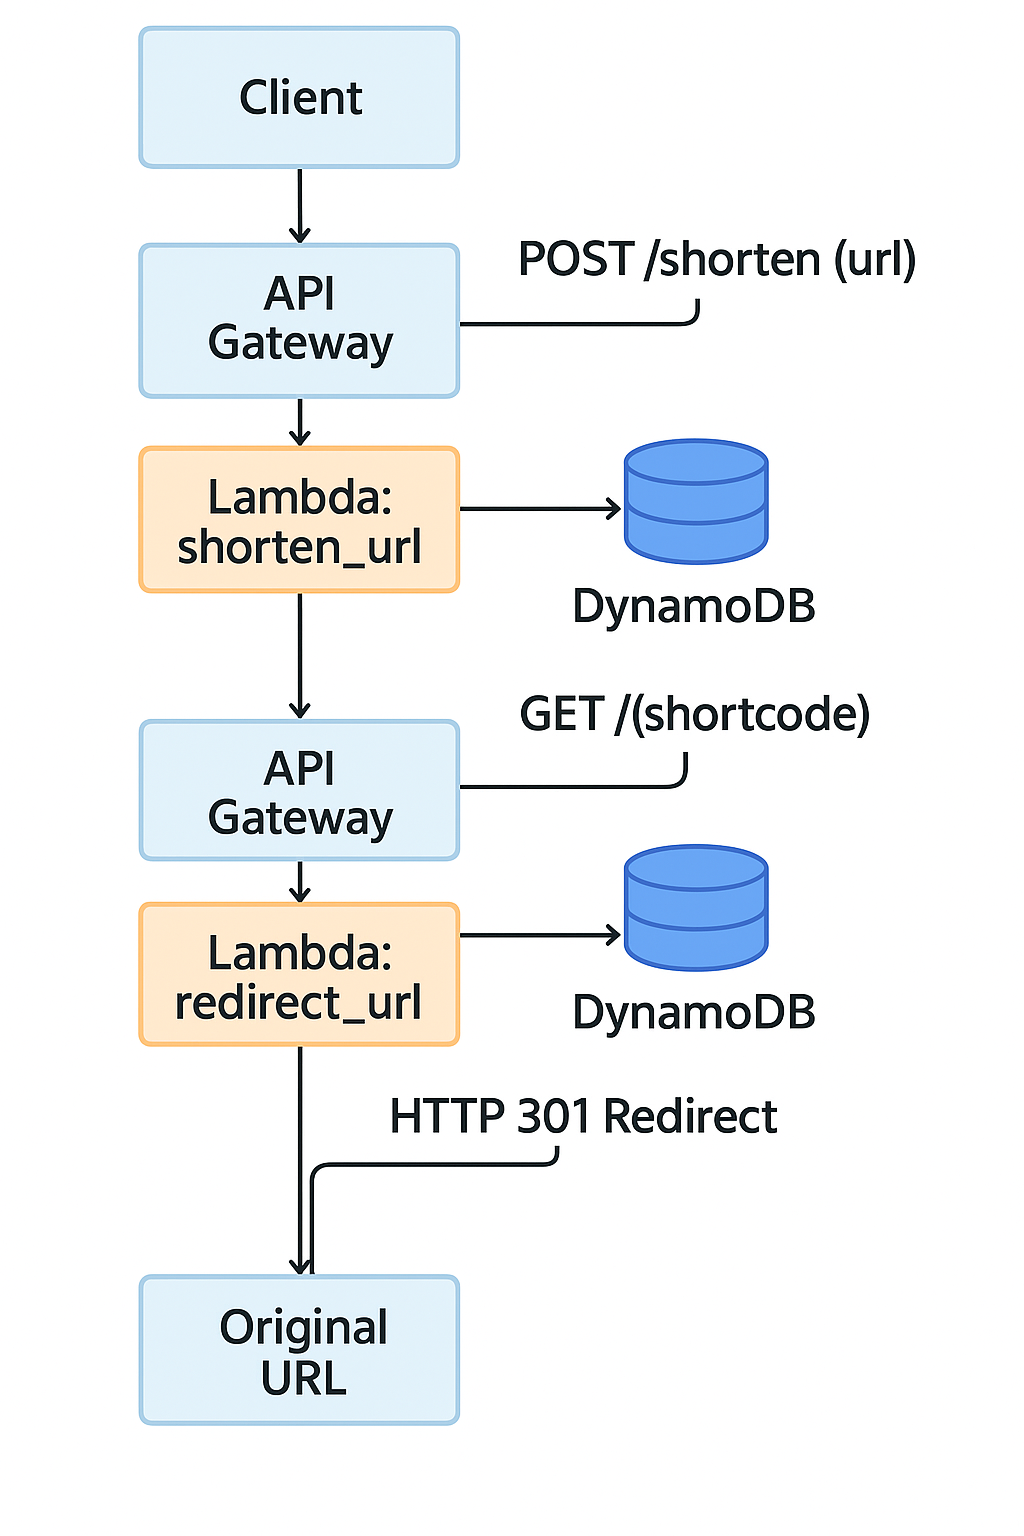 Client
API
Gateway
POST /shorten (url)
Lambda:
shorten_url
DynamoDB
GET /(shortcode)
API
Gateway
Lambda:
redirect_url
DynamoDB
HTTP 301 Redirect
Original
URL